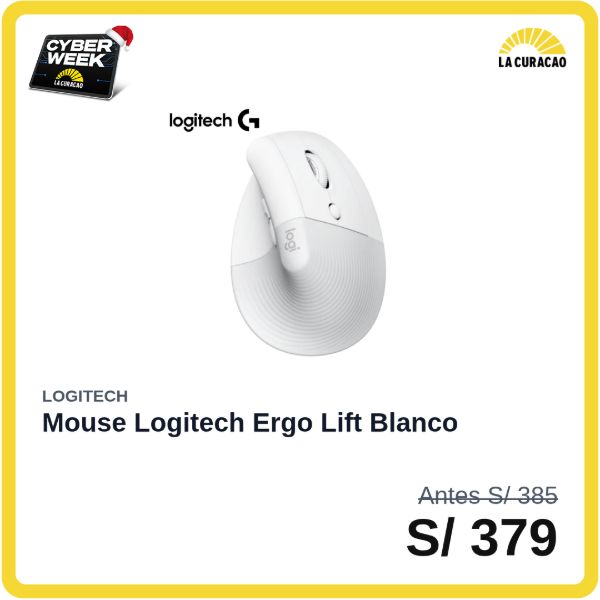 CYBER
WEEK
LA CURACAO
LA CURACAO
logitech G
logi
LOGITECH
Mouse Logitech Ergo Lift Blanco
Antes S/ 385
S/ 379